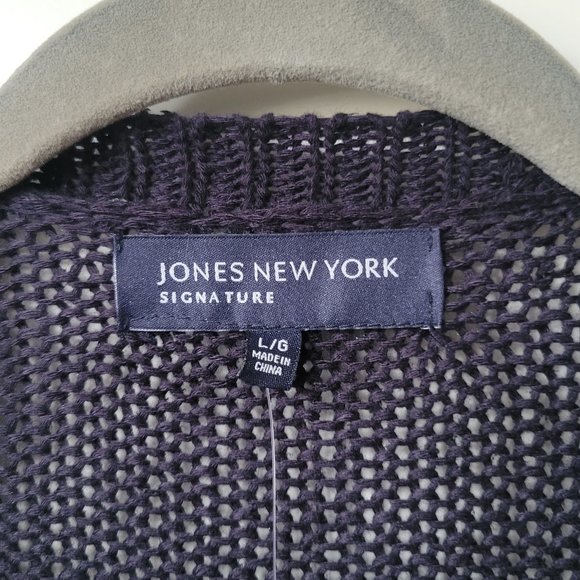 JONES NEW YORK
SIGNATURE
L/G
MADE IN
CHINA